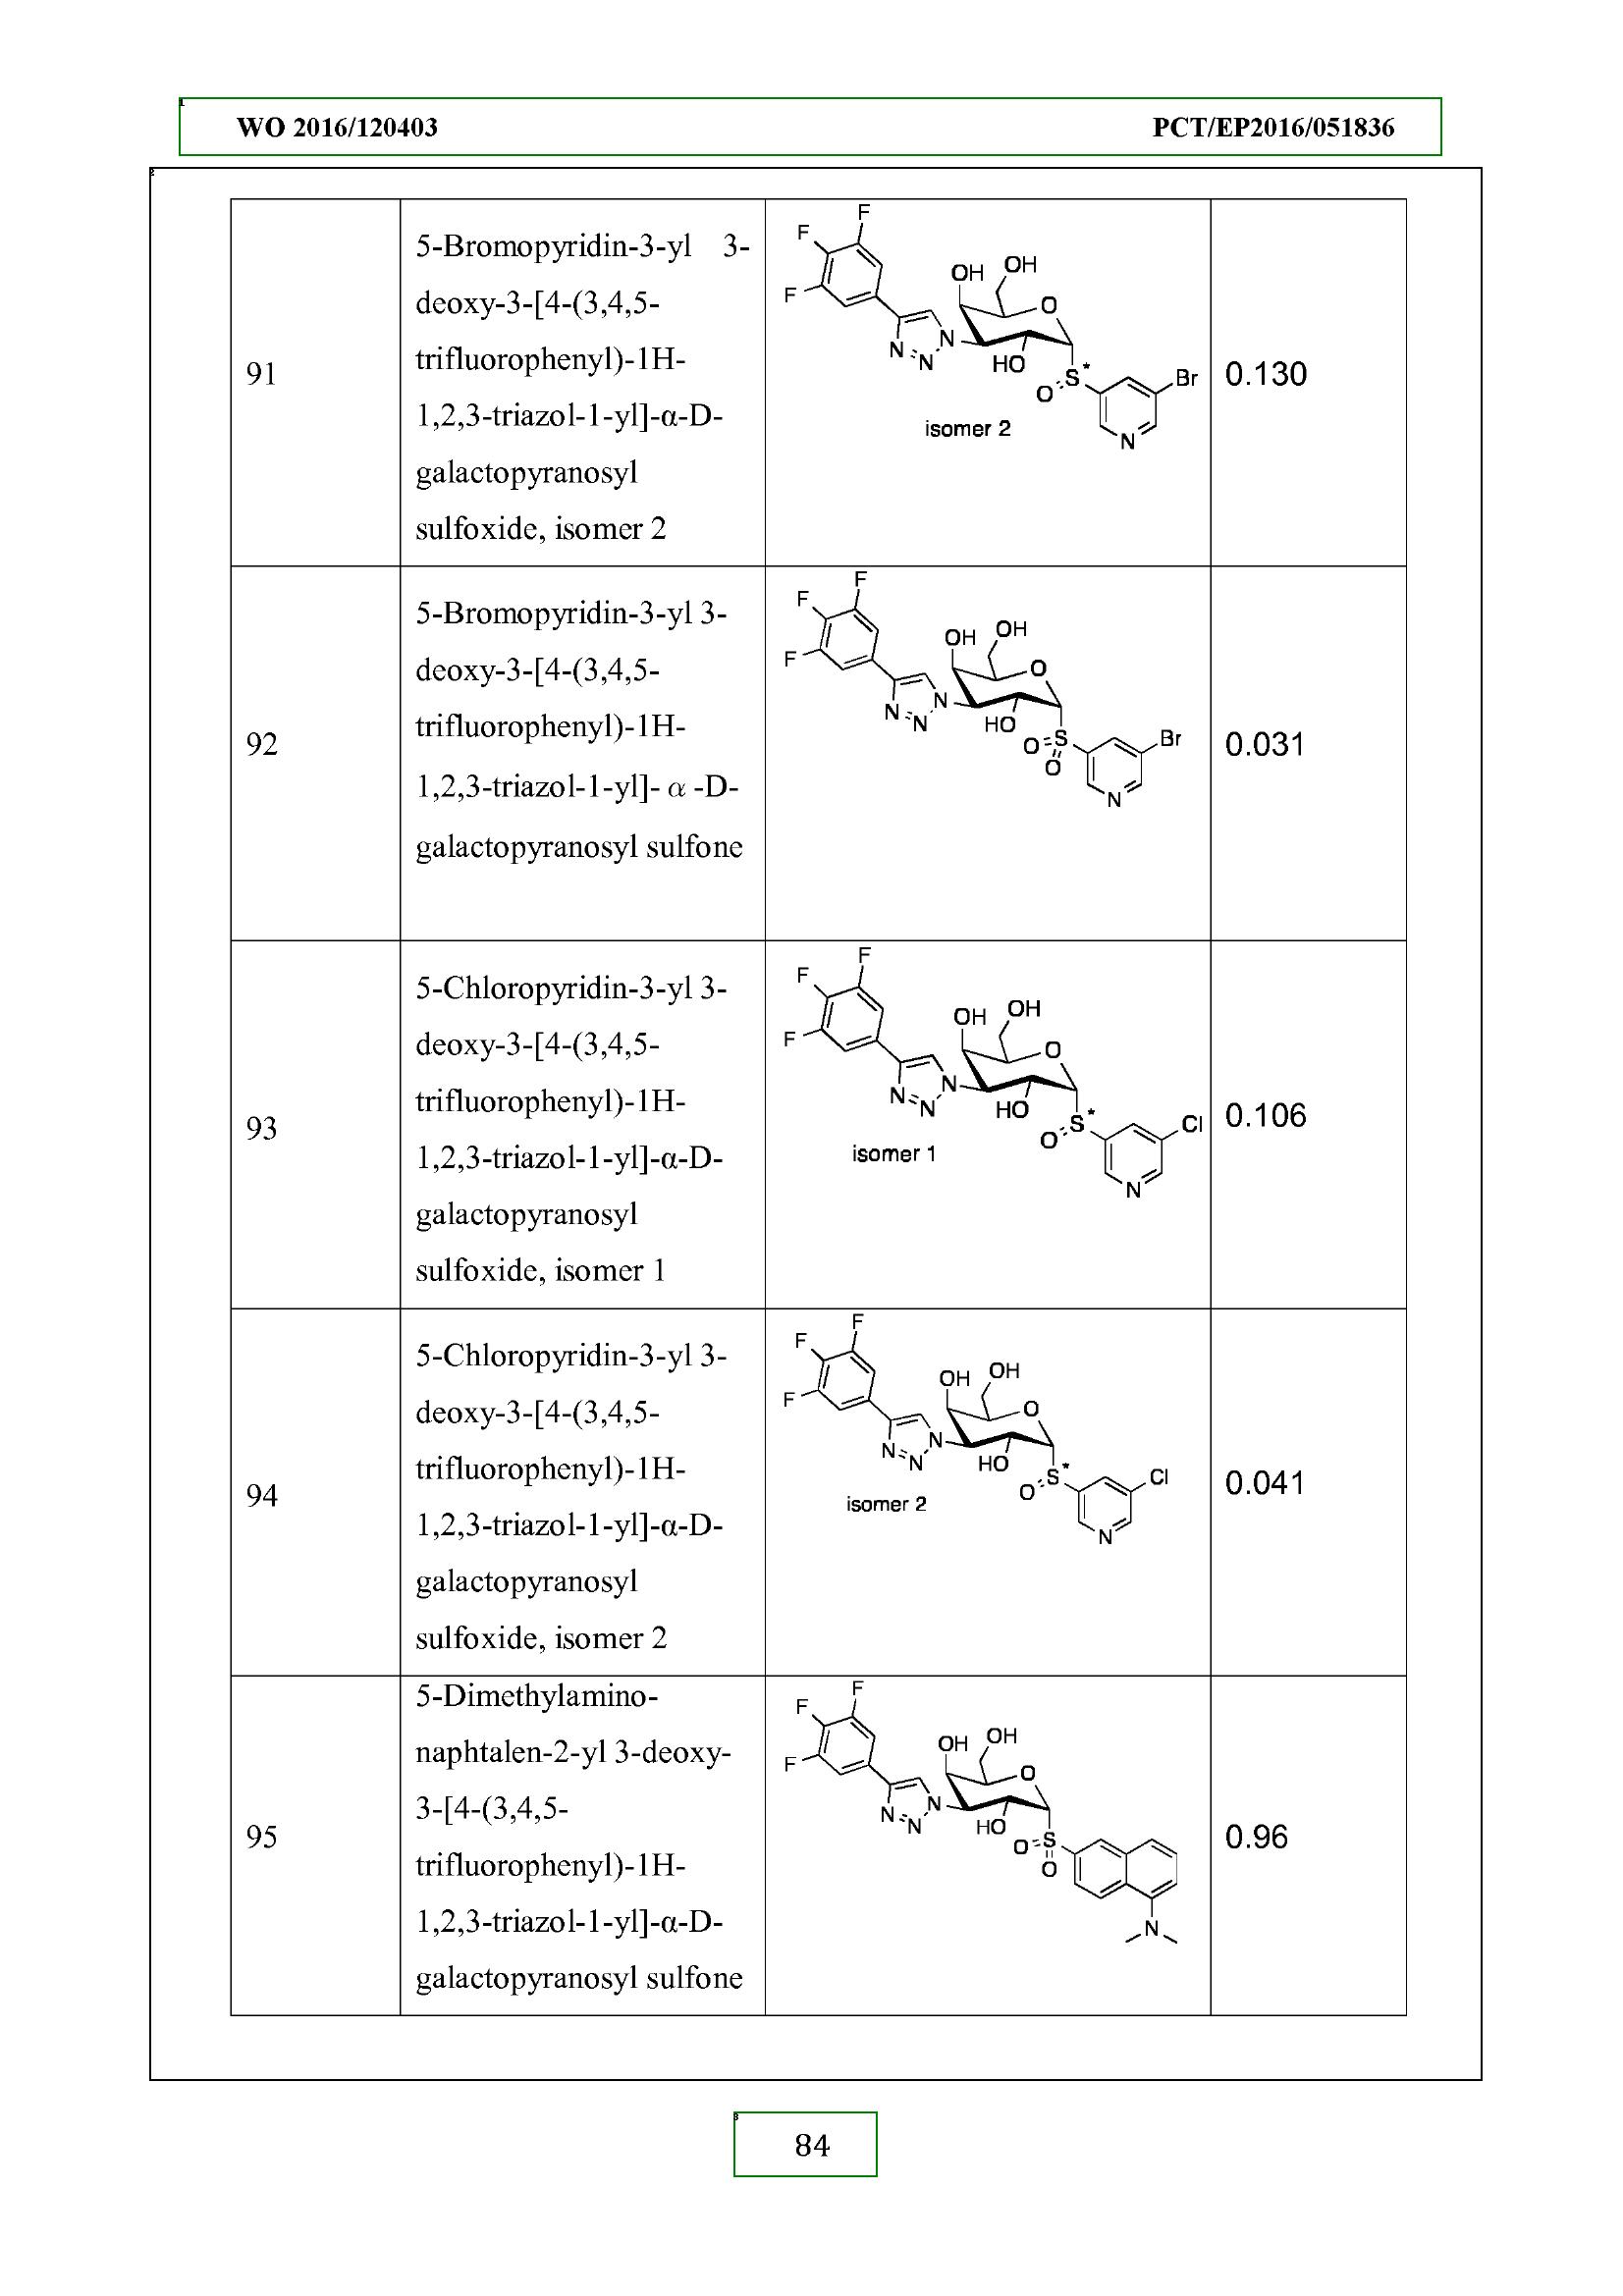 WO 2016/120403 PCT/EP2016/051836
91
5-Bromopyridin-3-yl 3-
deoxy-3-[4-(3,4,5-
trifluorophenyl)-1H-
1,2,3-triazol-1-yl]-α-D-
galactopyranosyl
sulfoxide, isomer 2
F
F
F
OH
OH
O
N
N
N
HO
S*
O
Br
N
isomer 2
0.130
92
5-Bromopyridin-3-yl 3-
deoxy-3-[4-(3,4,5-
trifluorophenyl)-1H-
1,2,3-triazol-1-yl]- α -D-
galactopyranosyl sulfone
F
F
F
OH
OH
O
N
N
N
HO
O
S
O
Br
N
0.031
93
5-Chloropyridin-3-yl 3-
deoxy-3-[4-(3,4,5-
trifluorophenyl)-1H-
1,2,3-triazol-1-yl]-α-D-
galactopyranosyl
sulfoxide, isomer 1
F
F
F
OH
OH
O
N
N
N
HO
S*
O
Cl
N
isomer 1
0.106
94
5-Chloropyridin-3-yl 3-
deoxy-3-[4-(3,4,5-
trifluorophenyl)-1H-
1,2,3-triazol-1-yl]-α-D-
galactopyranosyl
sulfoxide, isomer 2
F
F
F
OH
OH
O
N
N
N
HO
S*
O
Cl
N
isomer 2
0.041
95
5-Dimethylamino-
naphtalen-2-yl 3-deoxy-
3-[4-(3,4,5-
trifluorophenyl)-1H-
1,2,3-triazol-1-yl]-α-D-
galactopyranosyl sulfone
F
F
F
OH
OH
O
N
N
N
HO
O
S
O
N
0.96
84